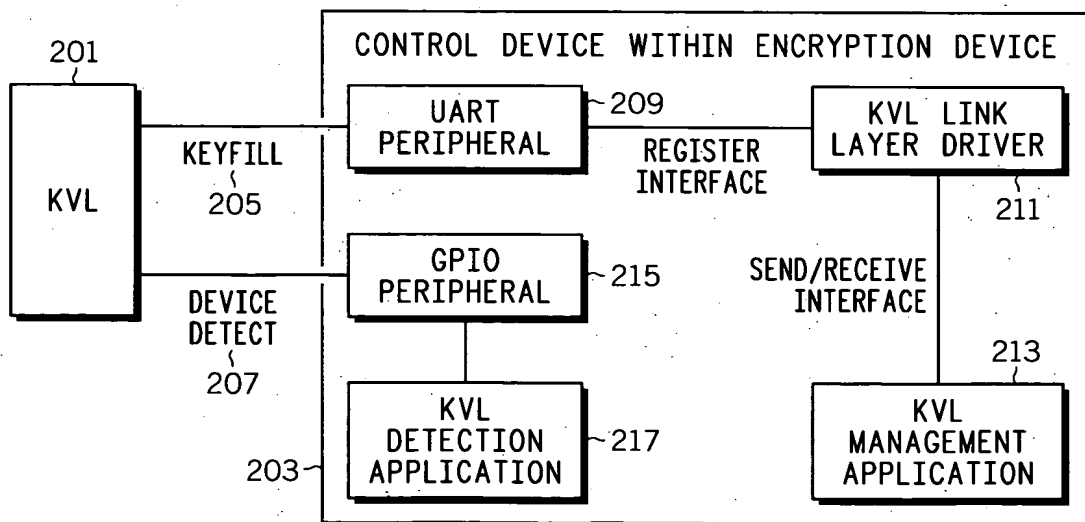 CONTROL DEVICE WITHIN ENCRYPTION DEVICE
201
KVL
KEYFILL
205
DEVICE
DETECT
207
203
UART
PERIPHERAL
209
REGISTER
INTERFACE
KVL LINK
LAYER DRIVER
211
GPIO
PERIPHERAL
215
SEND/RECEIVE
INTERFACE
KVL
DETECTION
APPLICATION
217
213
KVL
MANAGEMENT
APPLICATION